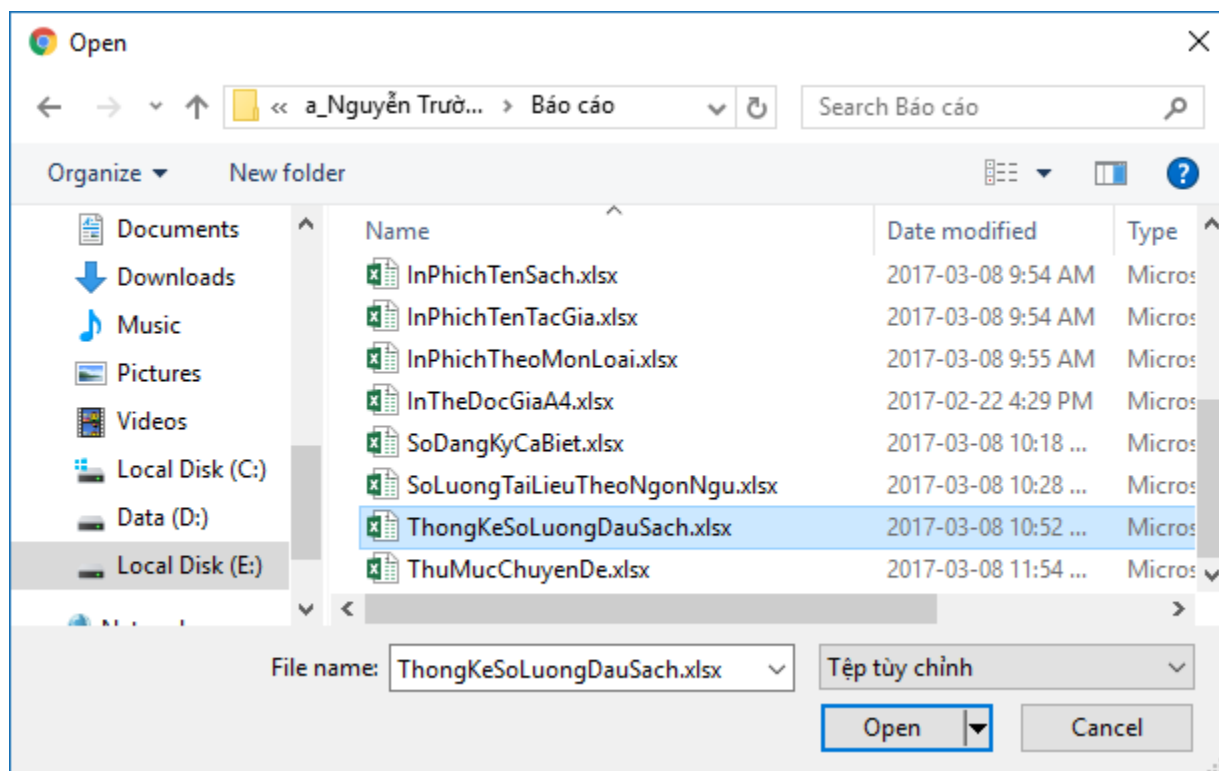 Open
« a_Nguyễn Trườ... › Báo cáo
Search Báo cáo
Organize
New folder
Documents
Downloads
Music
Pictures
Videos
Local Disk (C:)
Data (D:)
Local Disk (E:)
Name Date modified Type
InPhichTenSach.xlsx 2017-03-08 9:54 AM Micros
InPhichTenTacGia.xlsx 2017-03-08 9:54 AM Micros
InPhichTheoMonLoai.xlsx 2017-03-08 9:55 AM Micros
InTheDocGiaA4.xlsx 2017-02-22 4:29 PM Micros
SoDangKyCaBiet.xlsx 2017-03-08 10:18 ... Micros
SoLuongTaiLieuTheoNgonNgu.xlsx 2017-03-08 10:28 ... Micros
ThongKeSoLuongDauSach.xlsx 2017-03-08 10:52 ... Micros
ThuMucChuyenDe.xlsx 2017-03-08 11:54 ... Micros
File name: ThongKeSoLuongDauSach.xlsx
Tệp tùy chỉnh
Open
Cancel